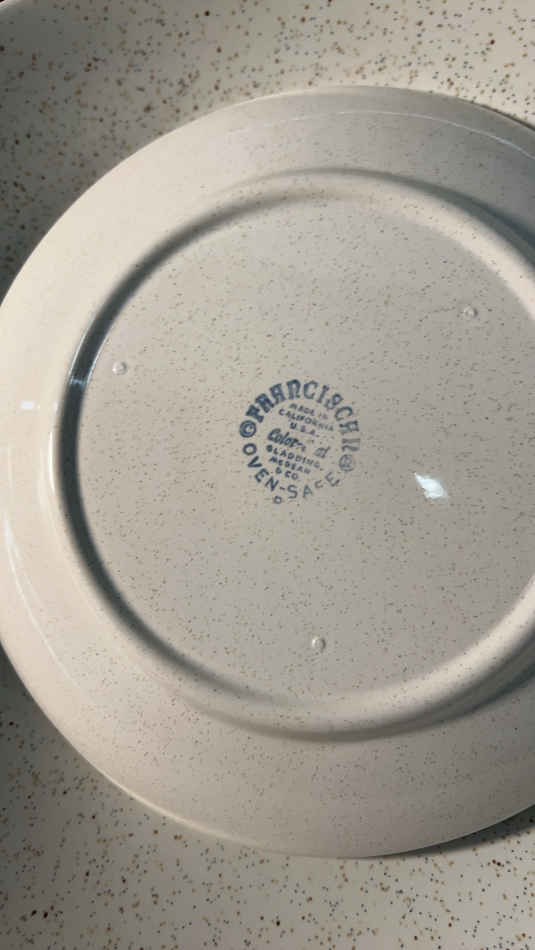 © FRANCISCAN ®
MADE IN
CALIFORNIA
U.S.A.
GLADDING,
McBEAN
& CO.
OVEN-SAFE